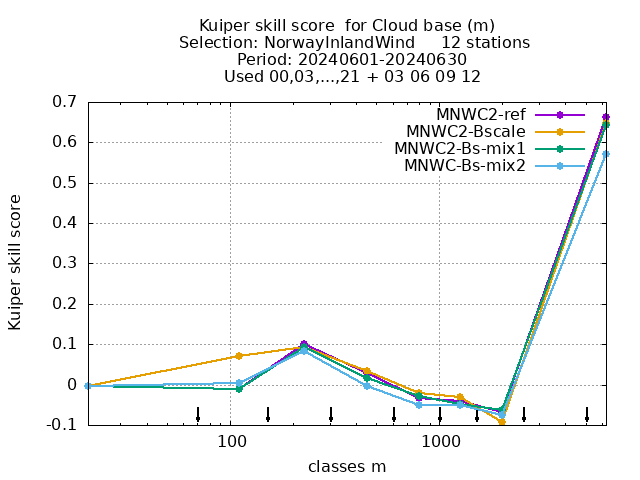 Kuiper skill score  for Cloud base (m)
Selection: NorwayInlandWind     12 stations
Period: 20240601-20240630
Used 00,03,...,21 + 03 06 09 12
MNWC2-ref
MNWC2-Bscale
MNWC2-Bs-mix1
MNWC-Bs-mix2
Kuiper skill score
0.7
0.6
0.5
0.4
0.3
0.2
0.1
0
-0.1
100
1000
classes m